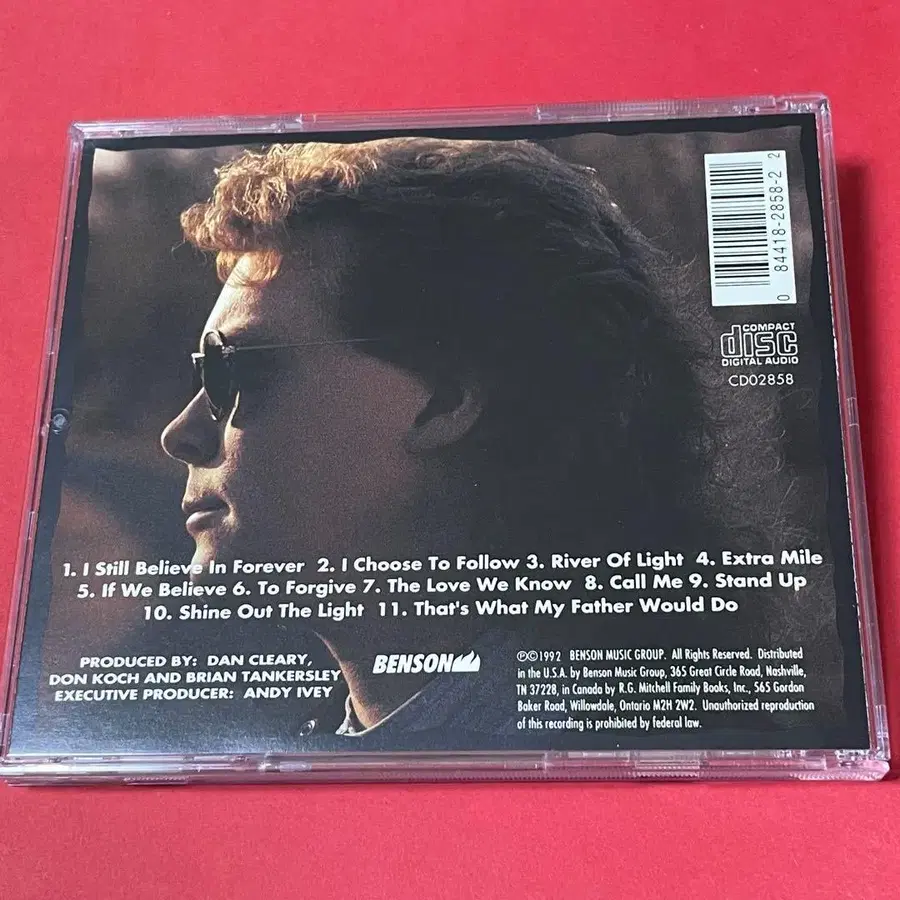 0 84418-2858-2 2
COMPACT
disc
DIGITAL AUDIO
CD02858
1. I Still Believe In Forever 2. I Choose To Follow 3. River Of Light 4. Extra Mile
5. If We Believe 6. To Forgive 7. The Love We Know 8. Call Me 9. Stand Up
10. Shine Out The Light 11. That's What My Father Would Do
PRODUCED BY: DAN CLEARY,
DON KOCH AND BRIAN TANKERSLEY
EXECUTIVE PRODUCER: ANDY IVEY
BENSON
℗©1992 BENSON MUSIC GROUP. All Rights Reserved. Distributed
in the U.S.A. by Benson Music Group, 365 Great Circle Road, Nashville,
TN 37228, in Canada by R.G. Mitchell Family Books, Inc., 565 Gordon
Baker Road, Willowdale, Ontario M2H 2W2. Unauthorized reproduction
of this recording is prohibited by federal law.